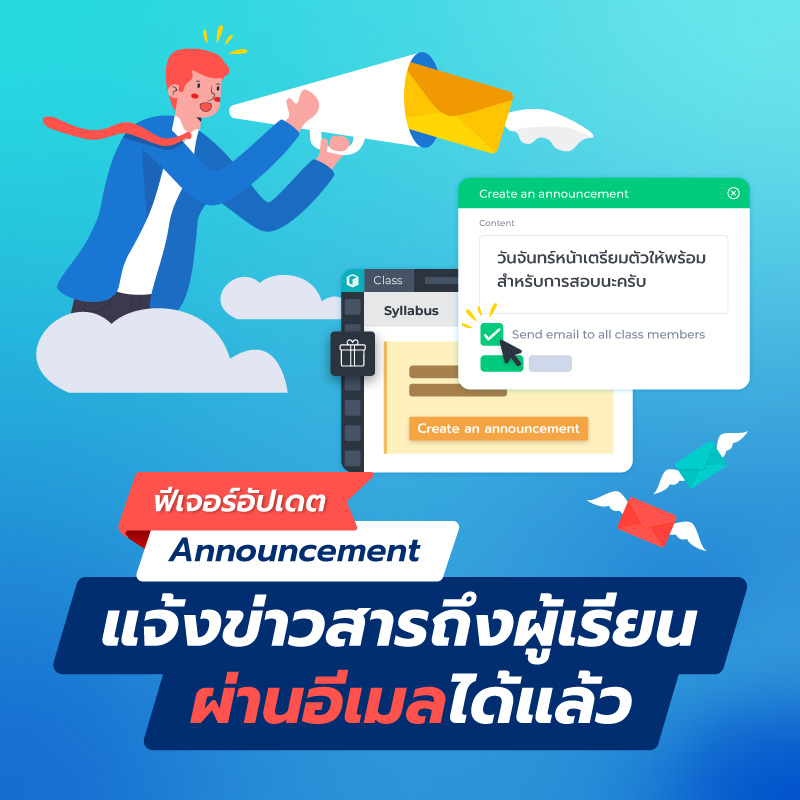 Create an announcement
Content
วันจันทร์หน้าเตรียมตัวให้พร้อม
สำหรับการสอบนะครับ
Send email to all class members
Class
Syllabus
Create an announcement
ฟีเจอร์อัปเดต
Announcement
แจ้งข่าวสารถึงผู้เรียน
ผ่านอีเมลได้แล้ว